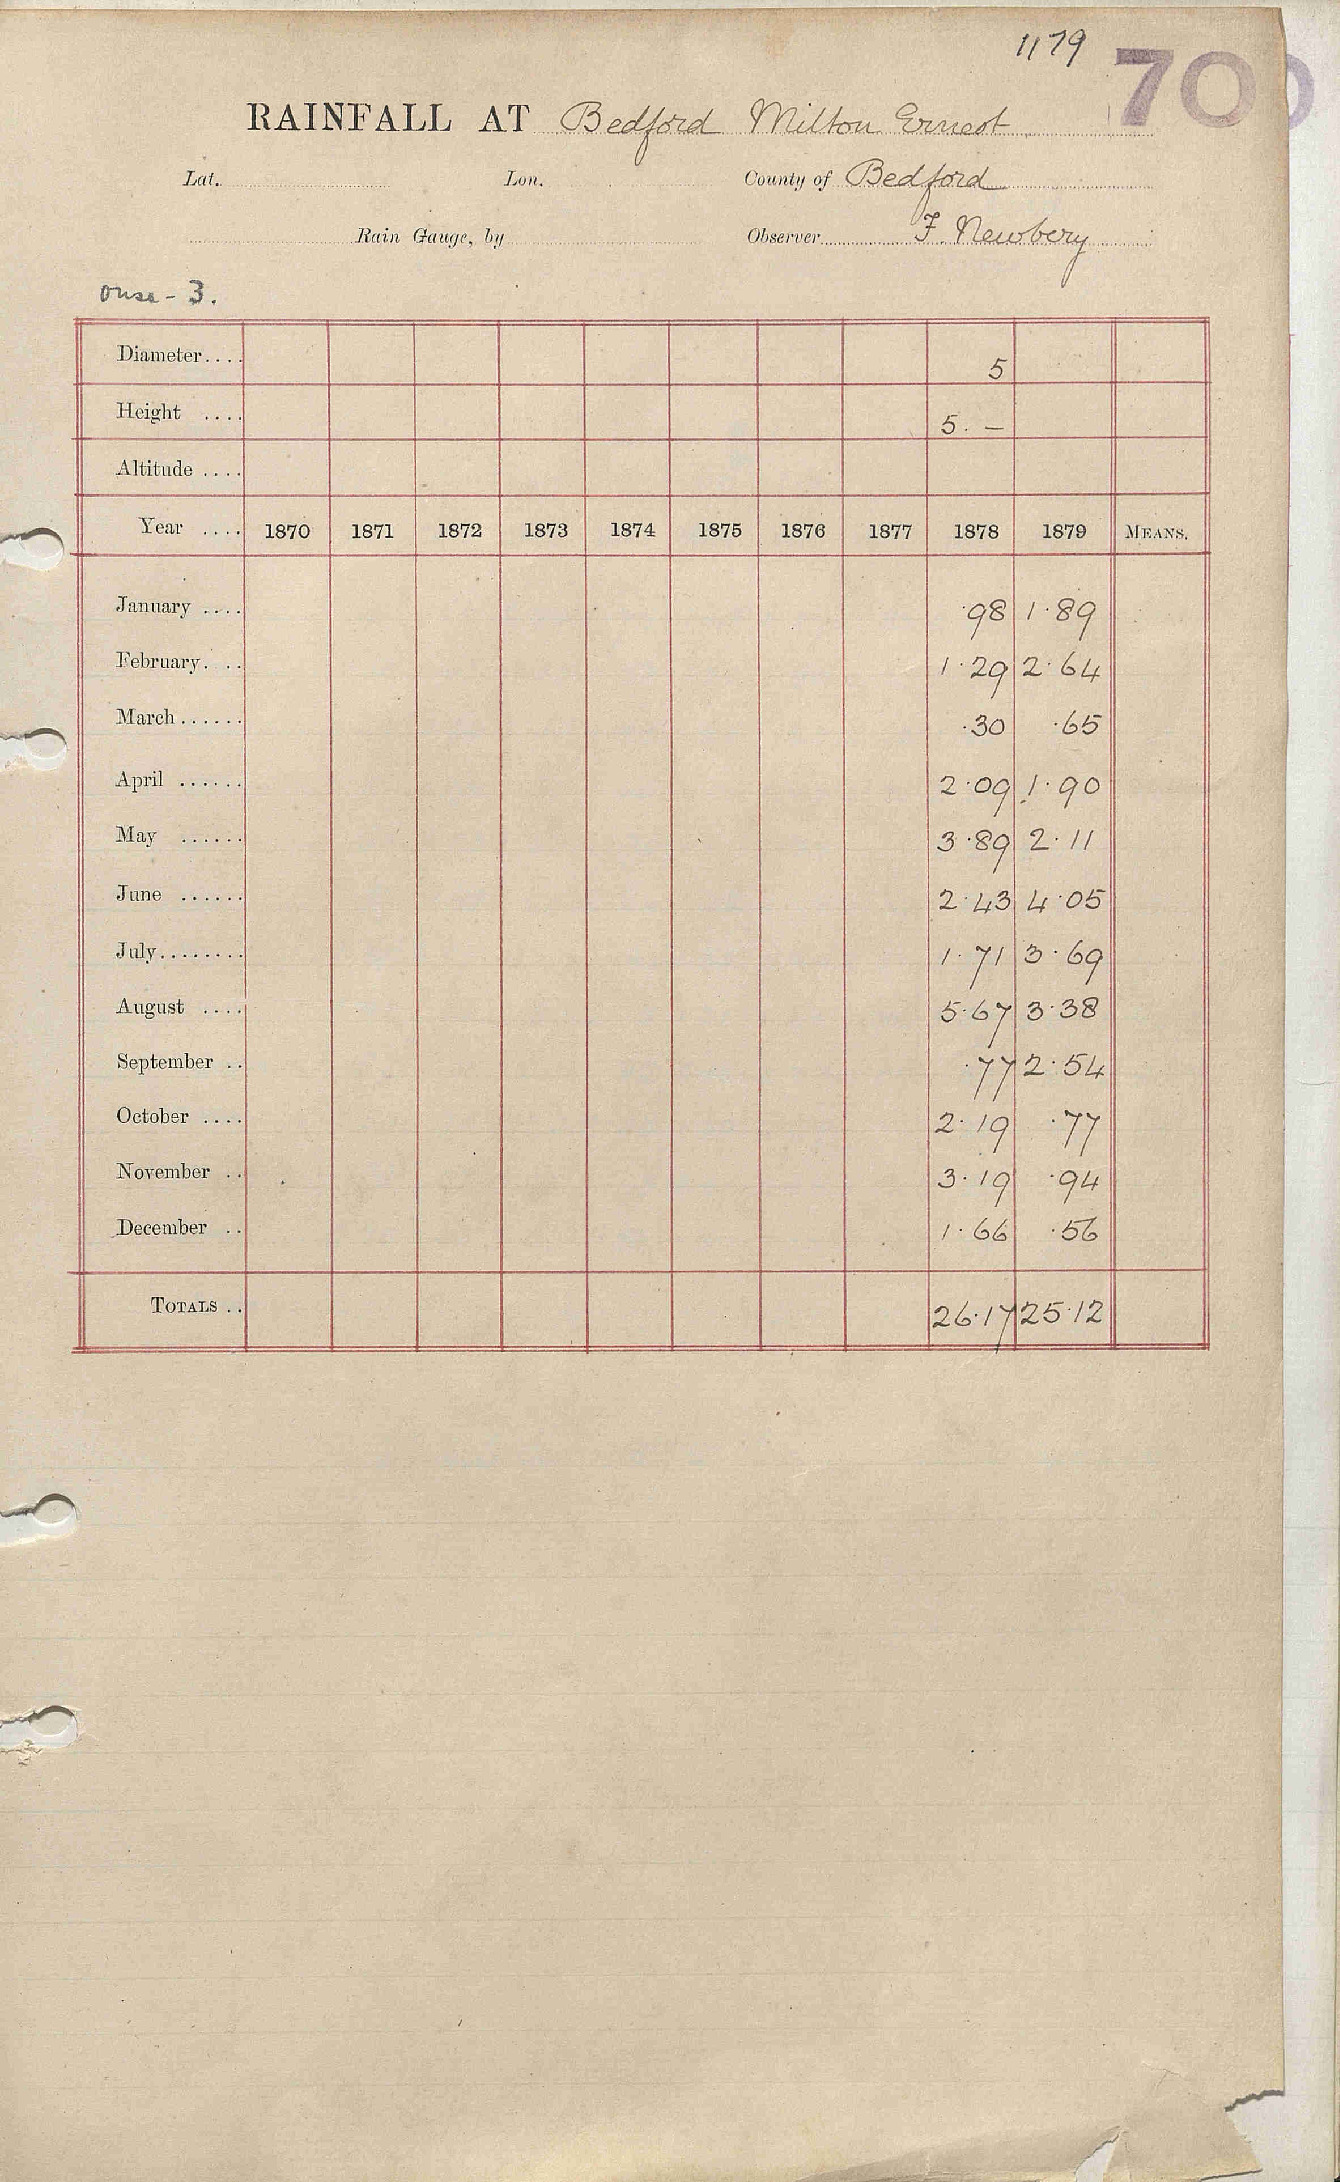 1179
700
RAINFALL AT Bedford Milton Ernest
Lat. Lon. County of Bedford
Rain Gauge, by Observer F. Newbery
Ouse - 3.
Diameter.... 5
Height .... 5. —
Altitude ....
Year .... 1870 1871 1872 1873 1874 1875 1876 1877 1878 1879 MEANS.
January .... .98 1.89
February. .. 1.29 2.64
March...... .30 .65
April ...... 2.09 1.90
May ...... 3.89 2.11
June ...... 2.43 4.05
July........ 1.71 3.69
August .... 5.67 3.38
September .. .77 2.54
October .... 2.19 .77
November .. 3.19 .94
December .. 1.66 .56
TOTALS .. 26.17 25.12